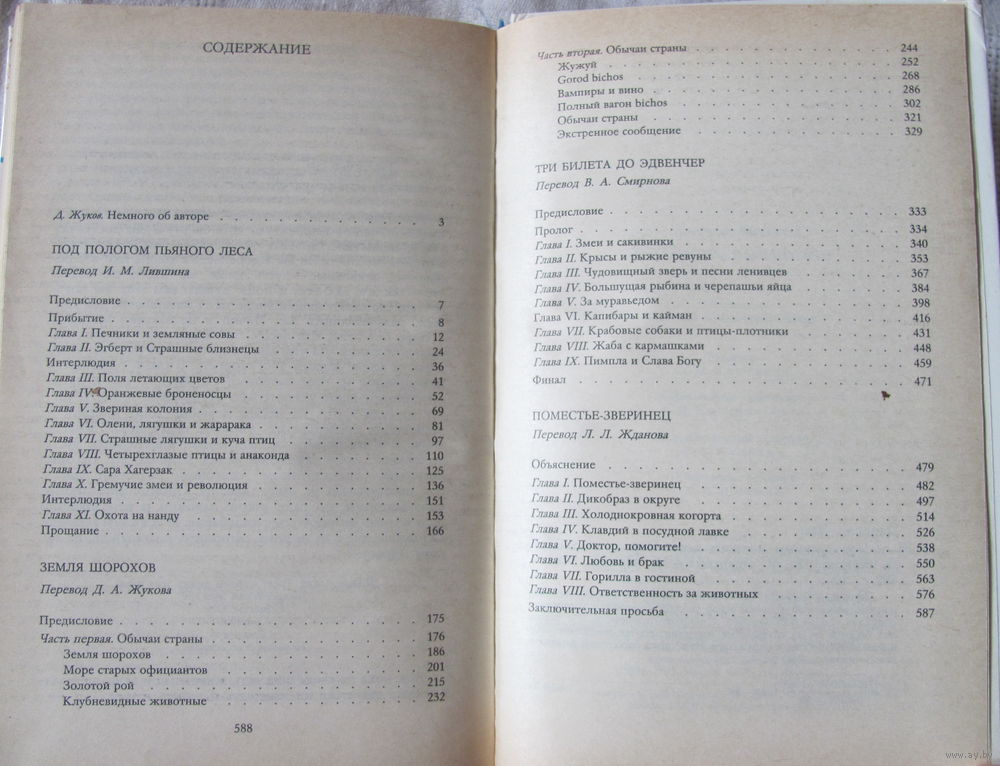 СОДЕРЖАНИЕ
Д. Жуков. Немного об авторе . . . . . . . . . . . . . 3
ПОД ПОЛОГОМ ПЬЯНОГО ЛЕСА
Перевод И. М. Лившина
Предисловие . . . . . . . . . . . . . 7
Прибытие . . . . . . . . . . . . . 8
Глава I. Печники и земляные совы . . . . . . . . . . 12
Глава II. Эгберт и Страшные близнецы . . . . . . . . . . 24
Интерлюдия . . . . . . . . . . . . . 36
Глава III. Поля летающих цветов . . . . . . . . . . 41
Глава IV. Оранжевые броненосцы . . . . . . . . . . 52
Глава V. Звериная колония . . . . . . . . . . 69
Глава VI. Олени, лягушки и жарарака . . . . . . . . . . 81
Глава VII. Страшные лягушки и куча птиц . . . . . . . . . . 97
Глава VIII. Четырехглазые птицы и анаконда . . . . . . . . . . 110
Глава IX. Сара Хагерзак . . . . . . . . . . 125
Глава X. Гремучие змеи и революция . . . . . . . . . . 136
Интерлюдия . . . . . . . . . . . . . 151
Глава XI. Охота на нанду . . . . . . . . . . 153
Прощание . . . . . . . . . . . . . 166
ЗЕМЛЯ ШОРОХОВ
Перевод Д. А. Жукова
Предисловие . . . . . . . . . . . . . 175
Часть первая. Обычаи страны . . . . . . . . . . 176
Земля шорохов . . . . . . . . . . 186
Море старых официантов . . . . . . . . . . 201
Золотой рой . . . . . . . . . . 215
Клубневидные животные . . . . . . . . . . 232
588
Часть вторая. Обычаи страны . . . . . . . . . . 244
Жужуй . . . . . . . . . . 252
Gorod bichos . . . . . . . . . . 268
Вампиры и вино . . . . . . . . . . 286
Полный вагон bichos . . . . . . . . . . 302
Обычаи страны . . . . . . . . . . 321
Экстренное сообщение . . . . . . . . . . 329
ТРИ БИЛЕТА ДО ЭДВЕНЧЕР
Перевод В. А. Смирнова
Предисловие . . . . . . . . . . . . . 333
Пролог . . . . . . . . . . . . . 334
Глава I. Змеи и сакивинки . . . . . . . . . . 340
Глава II. Крысы и рыжие ревуны . . . . . . . . . . 353
Глава III. Чудовищный зверь и песни ленивцев . . . . . . . . 367
Глава IV. Большущая рыбина и черепашьи яйца . . . . . . . . 384
Глава V. За муравьедом . . . . . . . . . . 398
Глава VI. Капибары и кайман . . . . . . . . . . 416
Глава VII. Крабовые собаки и птицы-плотники . . . . . . . . 431
Глава VIII. Жаба с кармашками . . . . . . . . . . 448
Глава IX. Пимпла и Слава Богу . . . . . . . . . . 459
Финал . . . . . . . . . . . . . 471
ПОМЕСТЬЕ-ЗВЕРИНЕЦ
Перевод Л. Л. Жданова
Объяснение . . . . . . . . . . . . . 479
Глава I. Поместье-зверинец . . . . . . . . . . 482
Глава II. Дикобраз в округе . . . . . . . . . . 497
Глава III. Холоднокровная когорта . . . . . . . . . . 514
Глава IV. Клавдий в посудной лавке . . . . . . . . . . 526
Глава V. Доктор, помогите! . . . . . . . . . . 538
Глава VI. Любовь и брак . . . . . . . . . . 550
Глава VII. Горилла в гостиной . . . . . . . . . . 563
Глава VIII. Ответственность за животных . . . . . . . . . . 576
Заключительная просьба . . . . . . . . . . 587
www.ay.by